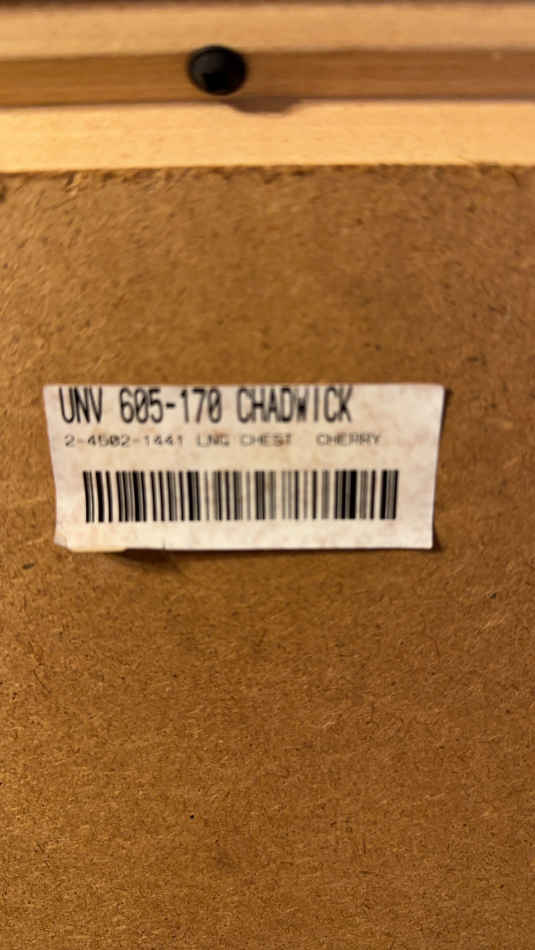 UNV 605-170 CHADWICK
2-4502-1441 LNG CHEST CHERRY